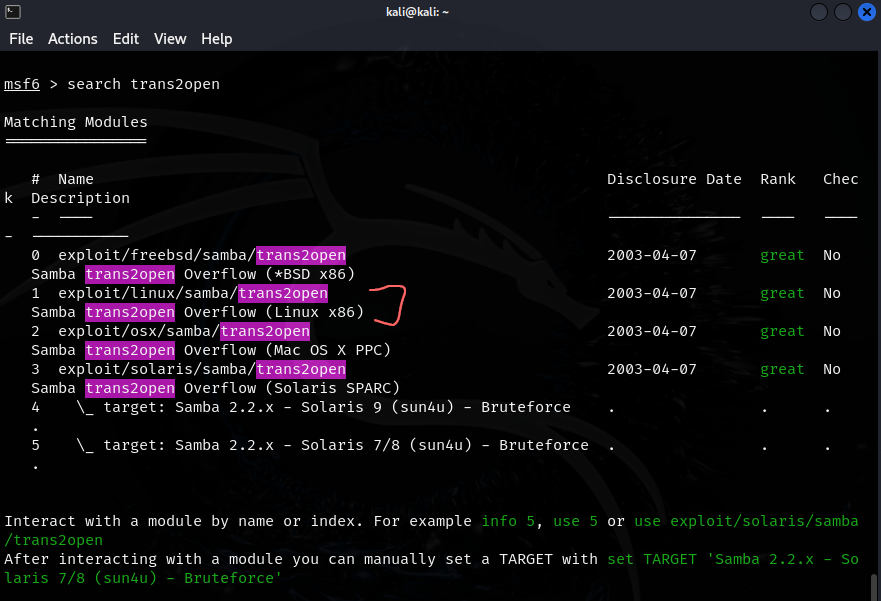 kali@kali: ~
File Actions Edit View Help
msf6 > search trans2open
Matching Modules
================
# Name Disclosure Date Rank Chec
k Description
- ---- --------------- ---- ----
- -----------
0 exploit/freebsd/samba/trans2open 2003-04-07 great No
Samba trans2open Overflow (*BSD x86)
1 exploit/linux/samba/trans2open 2003-04-07 great No
Samba trans2open Overflow (Linux x86)
2 exploit/osx/samba/trans2open 2003-04-07 great No
Samba trans2open Overflow (Mac OS X PPC)
3 exploit/solaris/samba/trans2open 2003-04-07 great No
Samba trans2open Overflow (Solaris SPARC)
4 \_ target: Samba 2.2.x - Solaris 9 (sun4u) - Bruteforce . . .
.
5 \_ target: Samba 2.2.x - Solaris 7/8 (sun4u) - Bruteforce . . .
.
Interact with a module by name or index. For example info 5, use 5 or use exploit/solaris/samba
/trans2open
After interacting with a module you can manually set a TARGET with set TARGET 'Samba 2.2.x - So
laris 7/8 (sun4u) - Bruteforce'